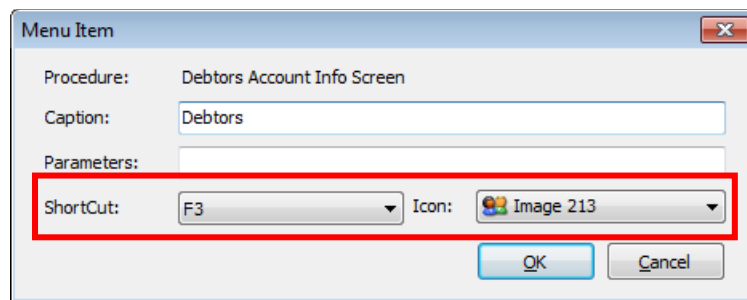 Menu Item
Procedure: Debtors Account Info Screen
Caption: Debtors
Parameters:
ShortCut: F3 Icon: Image 213
OK Cancel